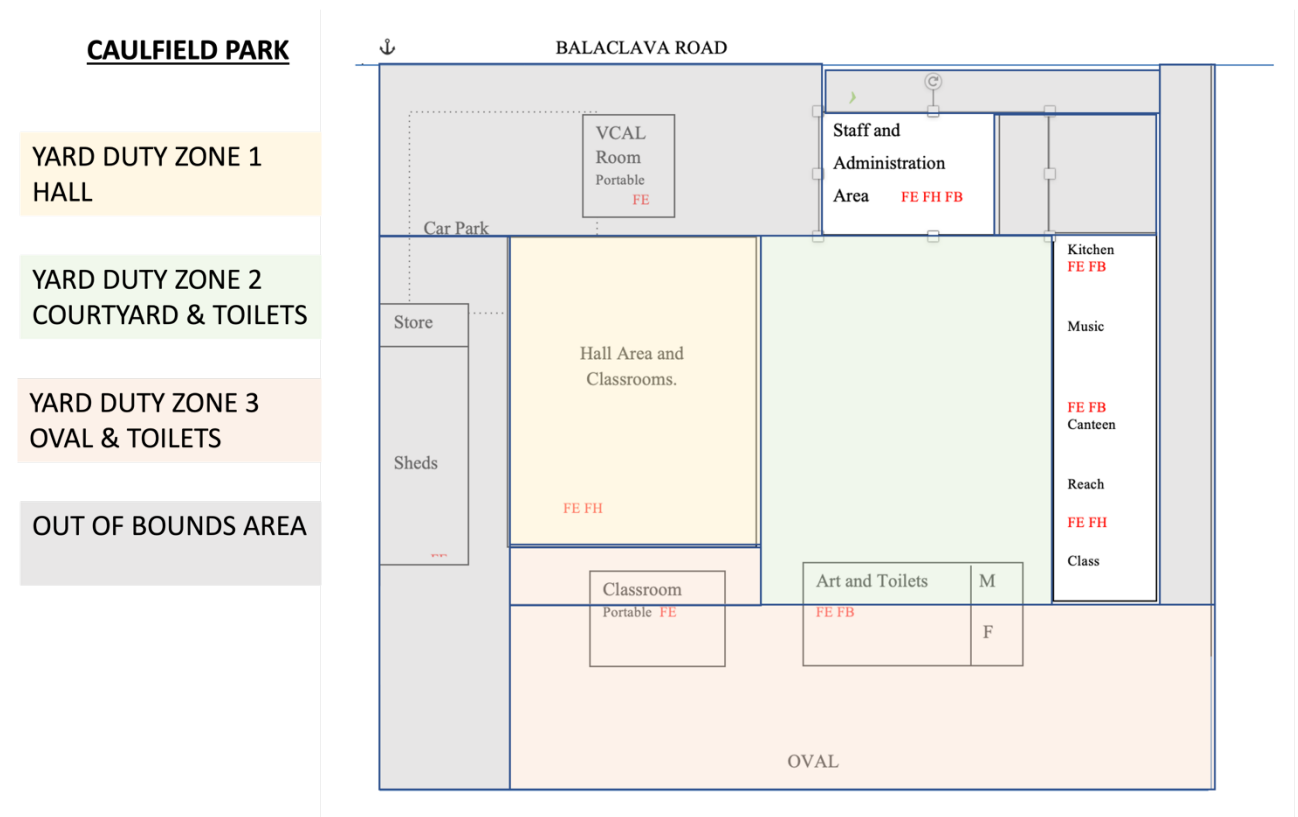 CAULFIELD PARK
YARD DUTY ZONE 1
HALL
YARD DUTY ZONE 2
COURTYARD & TOILETS
YARD DUTY ZONE 3
OVAL & TOILETS
OUT OF BOUNDS AREA
BALACLAVA ROAD
VCAL
Room
Portable
FE
Car Park
Staff and
Administration
Area FE FH FB
Store
Sheds
Hall Area and
Classrooms.
FE FH
Kitchen
FE FB
Music
FE FB
Canteen
Reach
FE FH
Class
Classroom
Portable FE
Art and Toilets
FE FB
M
F
OVAL